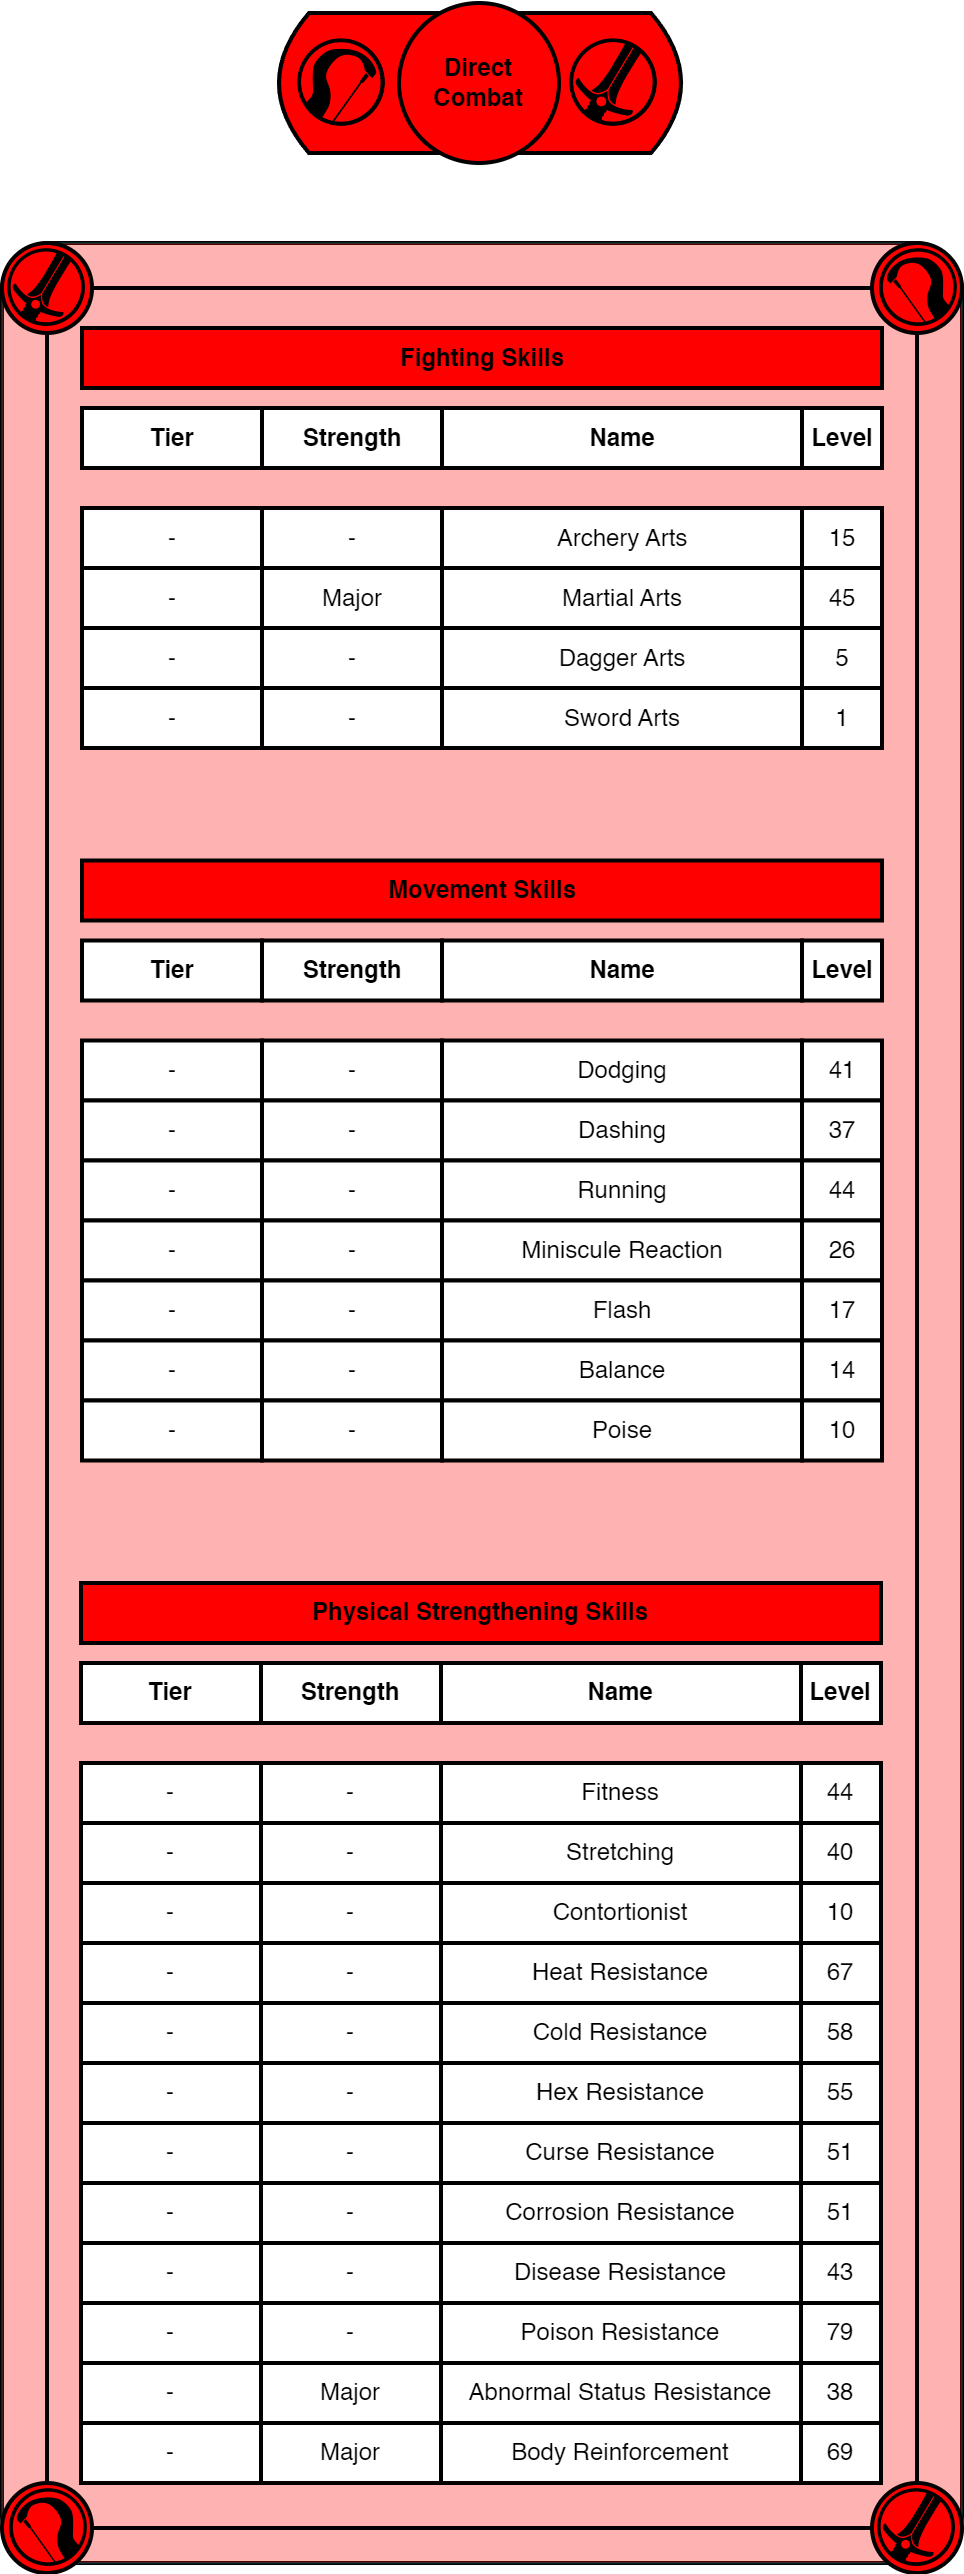 Direct
Combat
Fighting Skills
Tier Strength Name Level
- - Archery Arts 15
- Major Martial Arts 45
- - Dagger Arts 5
- - Sword Arts 1
Movement Skills
Tier Strength Name Level
- - Dodging 41
- - Dashing 37
- - Running 44
- - Miniscule Reaction 26
- - Flash 17
- - Balance 14
- - Poise 10
Physical Strengthening Skills
Tier Strength Name Level
- - Fitness 44
- - Stretching 40
- - Contortionist 10
- - Heat Resistance 67
- - Cold Resistance 58
- - Hex Resistance 55
- - Curse Resistance 51
- - Corrosion Resistance 51
- - Disease Resistance 43
- - Poison Resistance 79
- Major Abnormal Status Resistance 38
- Major Body Reinforcement 69